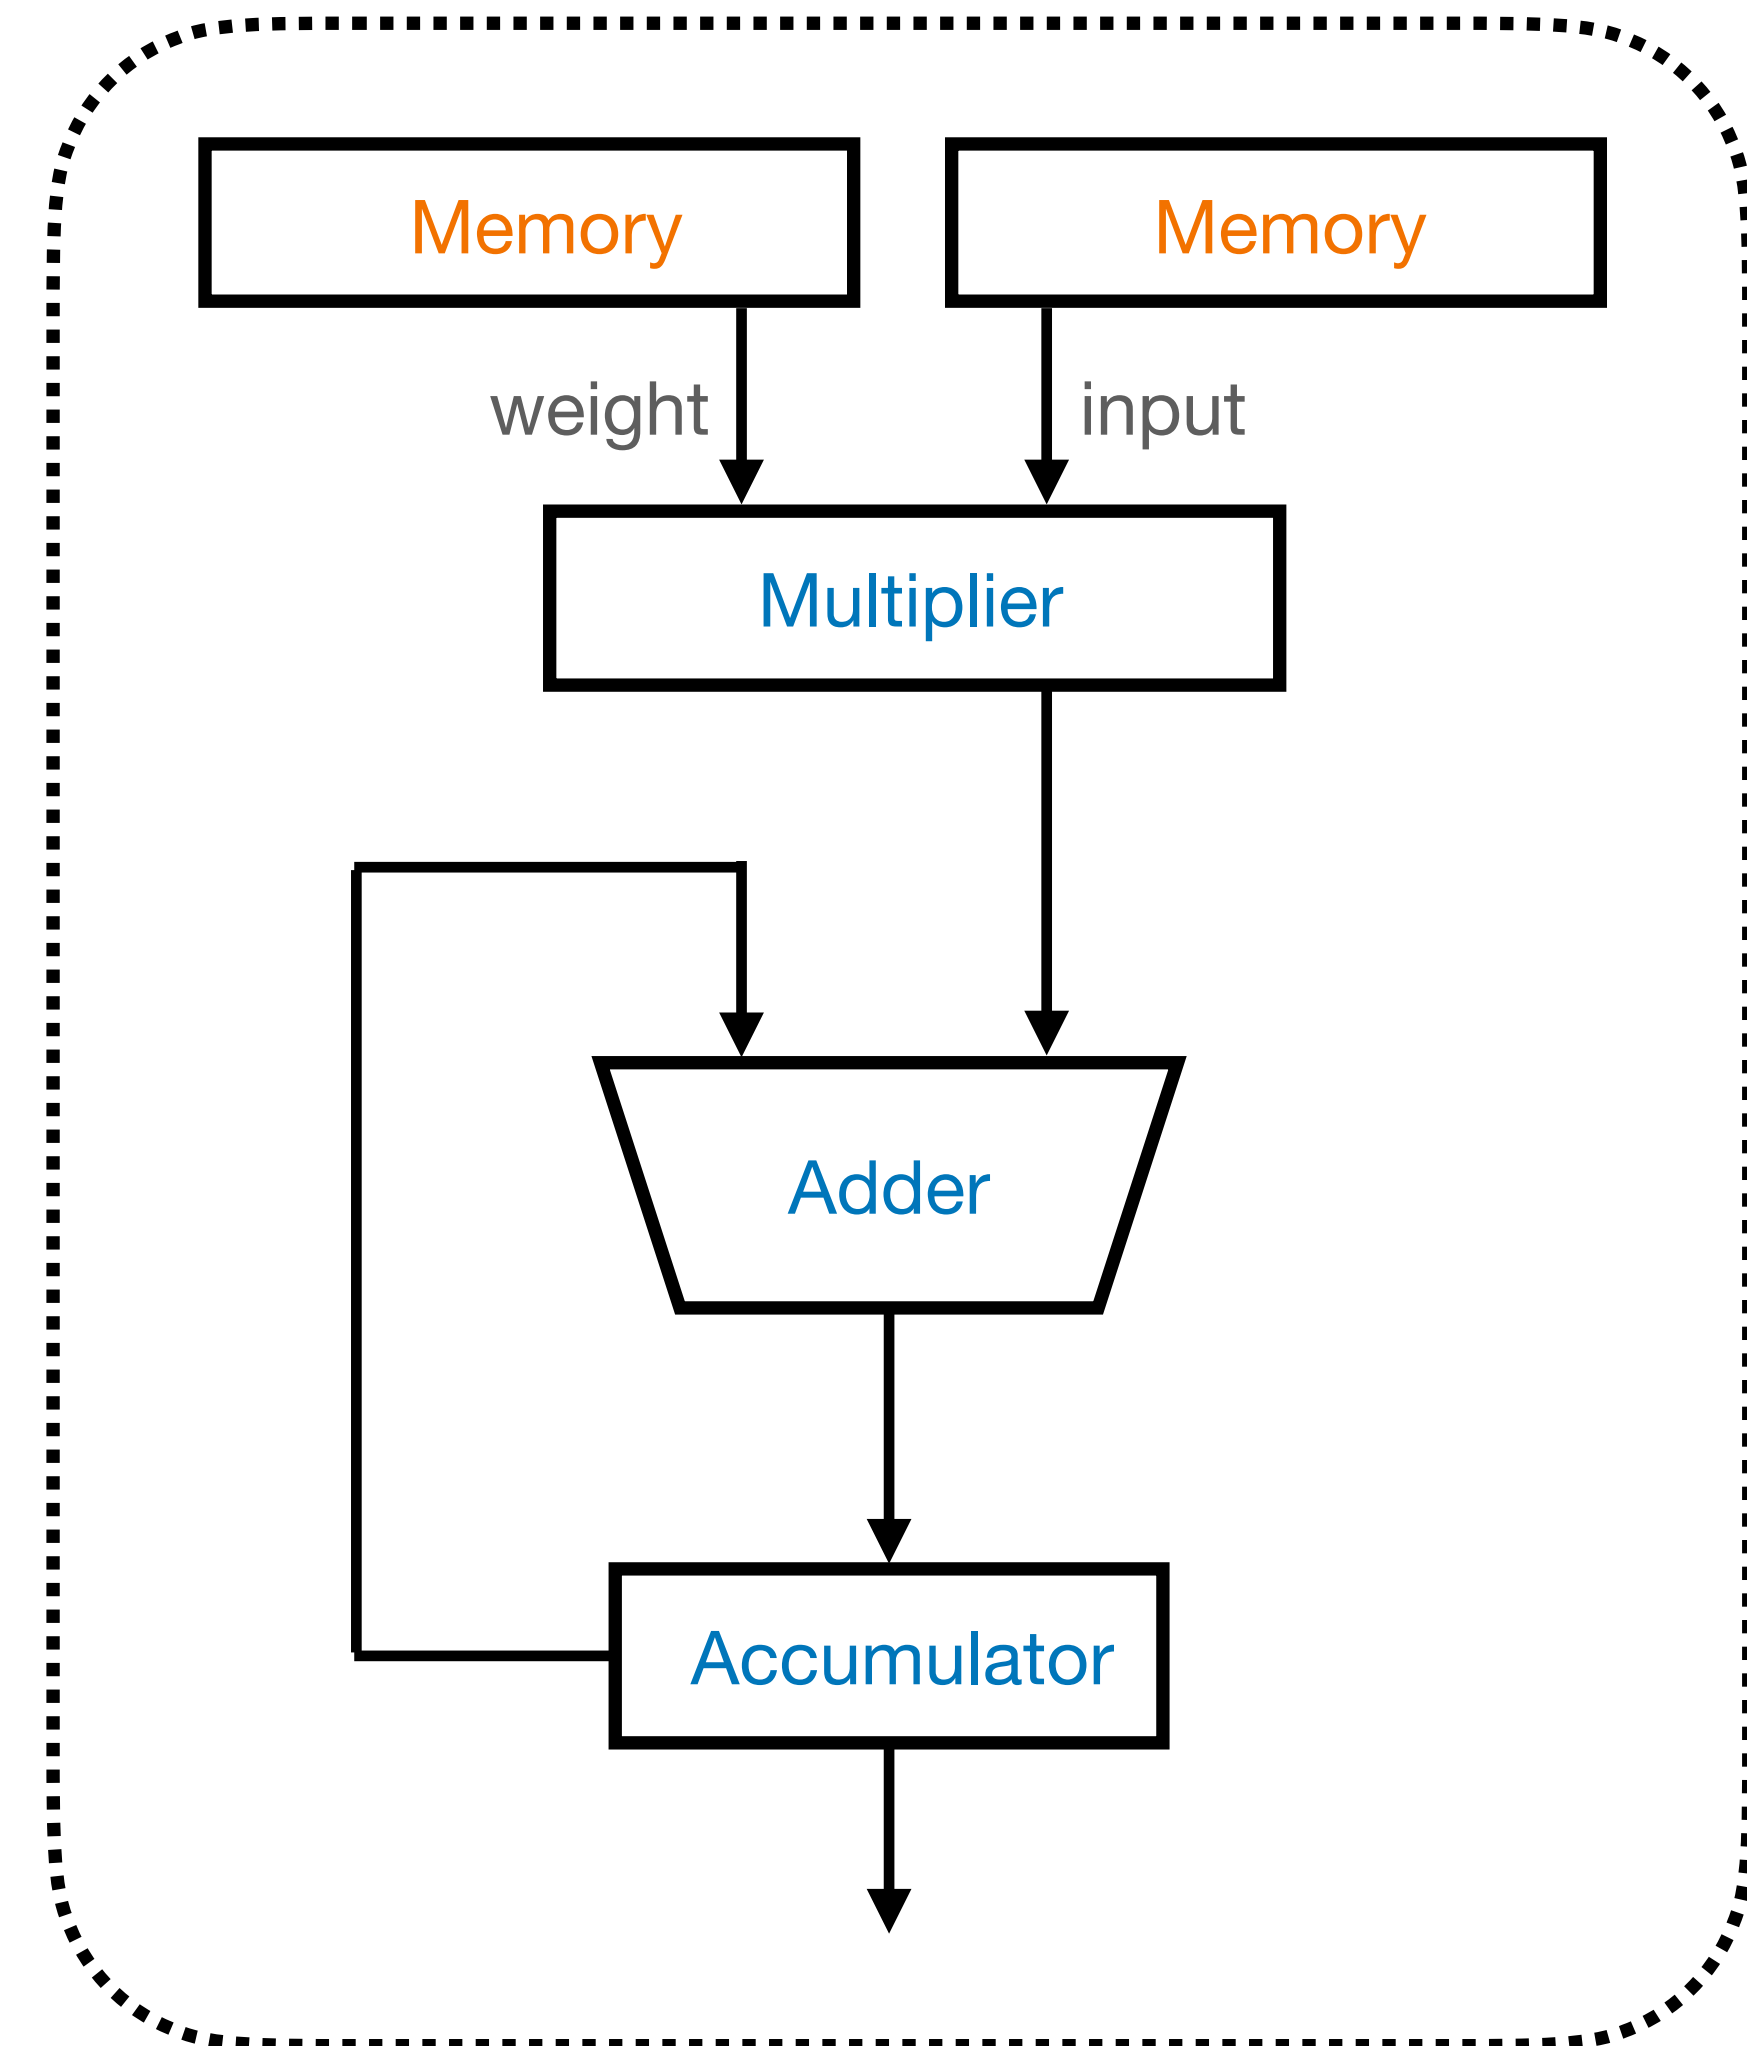 Memory
Memory
weight
input
Multiplier
Adder
Accumulator